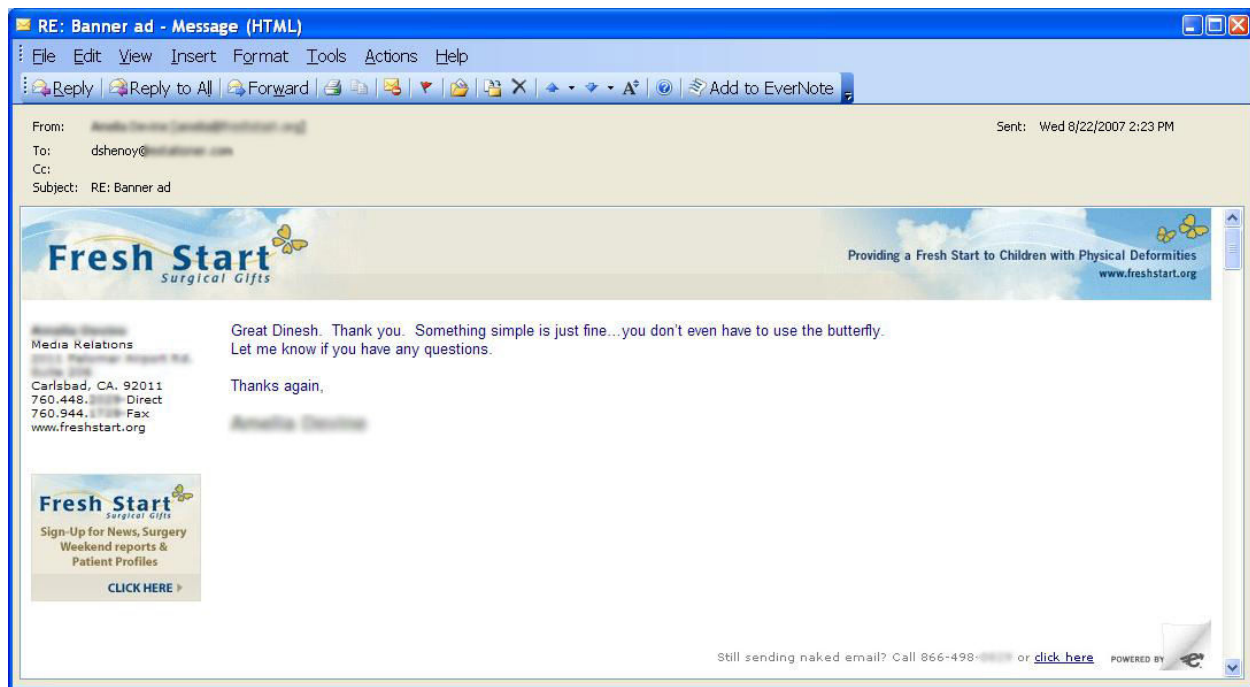 RE: Banner ad - Message (HTML)
File Edit View Insert Format Tools Actions Help
Reply Reply to All Forward Add to EverNote
From:
Sent: Wed 8/22/2007 2:23 PM
To: dshenoy@
Cc:
Subject: RE: Banner ad
Fresh Start
Surgical Gifts
Providing a Fresh Start to Children with Physical Deformities
www.freshstart.org
Media Relations
Carlsbad, CA. 92011
760.448. Direct
760.944. Fax
www.freshstart.org
Great Dinesh. Thank you. Something simple is just fine...you don't even have to use the butterfly.
Let me know if you have any questions.
Thanks again,
Fresh Start
Surgical Gifts
Sign-Up for News, Surgery
Weekend reports &
Patient Profiles
CLICK HERE
Still sending naked email? Call 866-498- or click here POWERED BY e